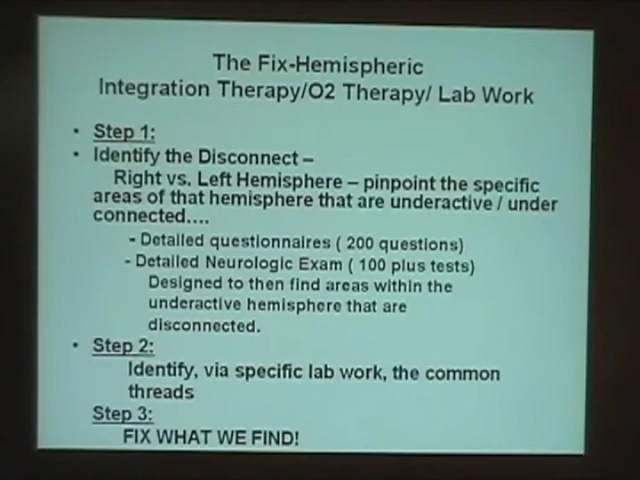 The Fix-Hemispheric
Integration Therapy/O2 Therapy/ Lab Work
• Step 1:
• Identify the Disconnect –
Right vs. Left Hemisphere – pinpoint the specific
areas of that hemisphere that are underactive / under
connected....
- Detailed questionnaires ( 200 questions)
- Detailed Neurologic Exam ( 100 plus tests)
Designed to then find areas within the
underactive hemisphere that are
disconnected.
• Step 2:
Identify, via specific lab work, the common
threads
Step 3:
FIX WHAT WE FIND!